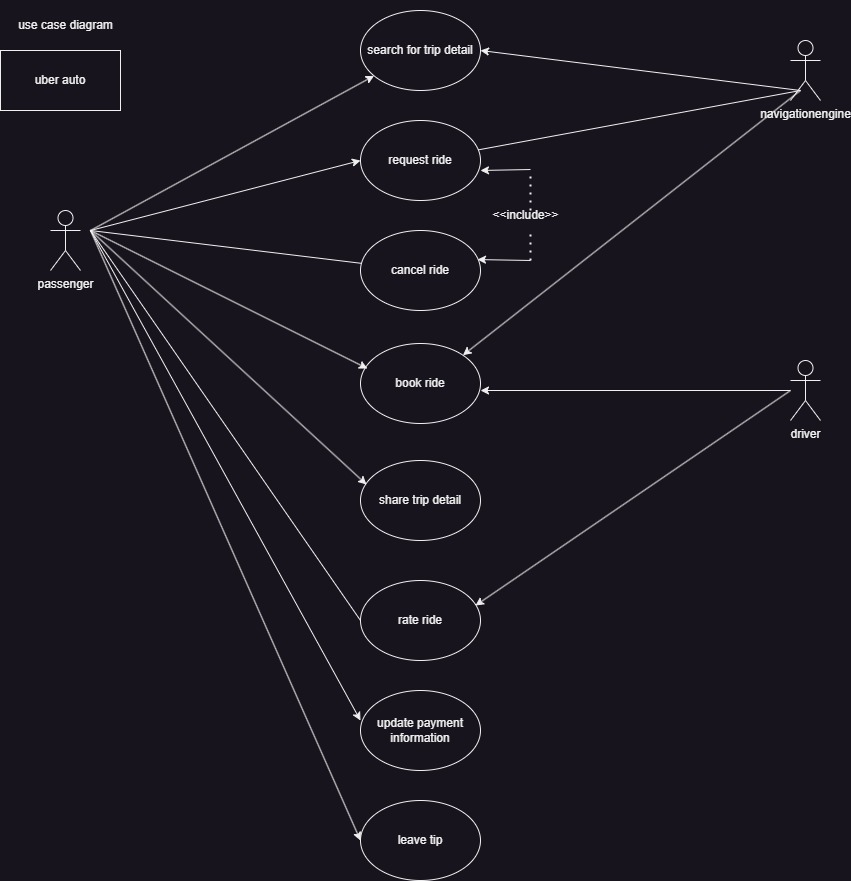 use case diagram
uber auto
search for trip detail
navigationengine
request ride
<<include>>
passenger
cancel ride
book ride
driver
share trip detail
rate ride
update payment
information
leave tip